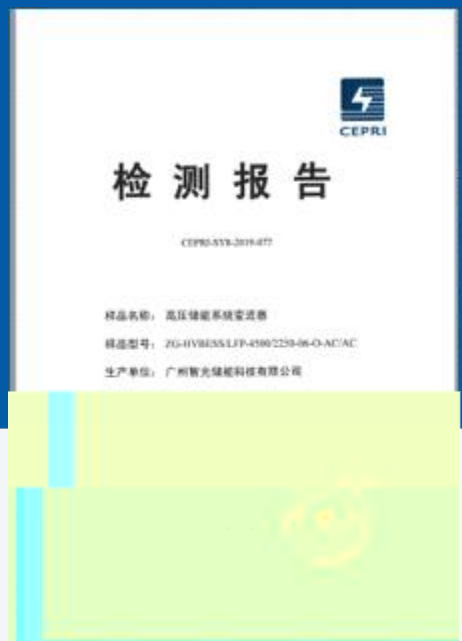 CEPRI
检测报告
CEPRI-SY8-2019-077
样品名称： 高压储能系统变流器
样品型号： ZG-HVBESS/LFP-4500/2250-06-O-AC/AC
生产单位： 广州智光储能科技有限公司